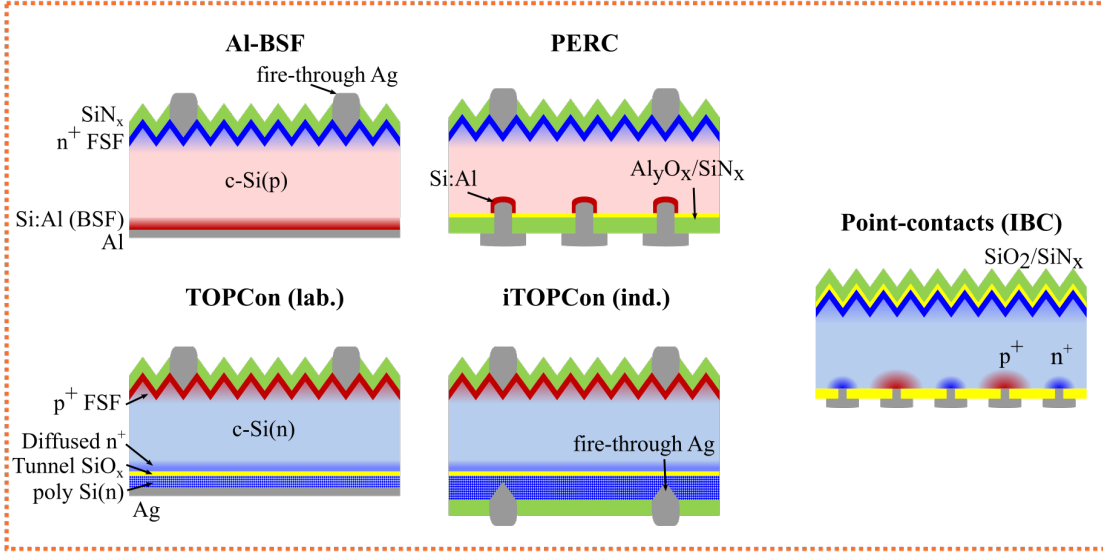 Al-BSF
fire-through Ag
SiNx
n+ FSF
c-Si(p)
Si:Al (BSF)
Al
PERC
Si:Al
AlyOx/SiNx
TOPCon (lab.)
p+ FSF
c-Si(n)
Diffused n+
Tunnel SiOx
poly Si(n)
Ag
iTOPCon (ind.)
fire-through Ag
Point-contacts (IBC)
SiO2/SiNx
p+ n+